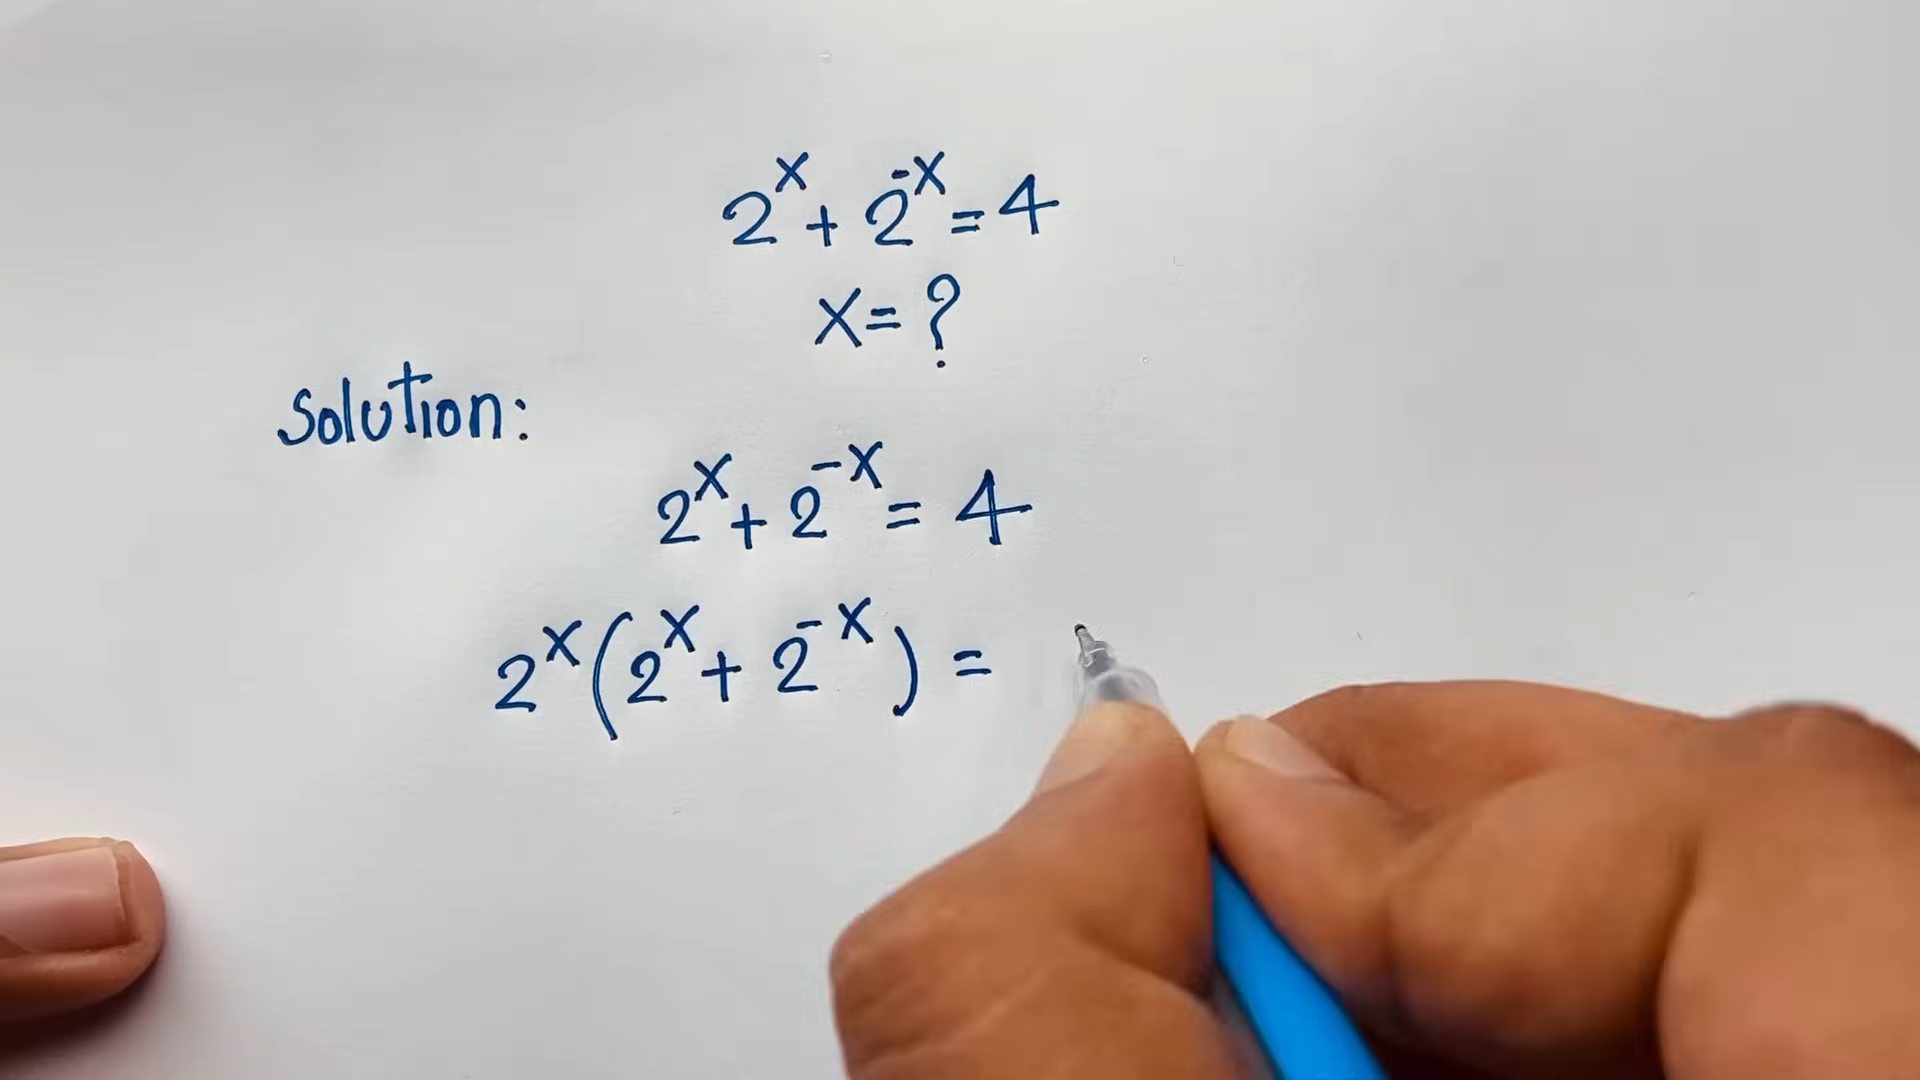 2^x + 2^-x = 4
x = ?
Solution:
2^x + 2^-x = 4
2^x (2^x + 2^-x) =